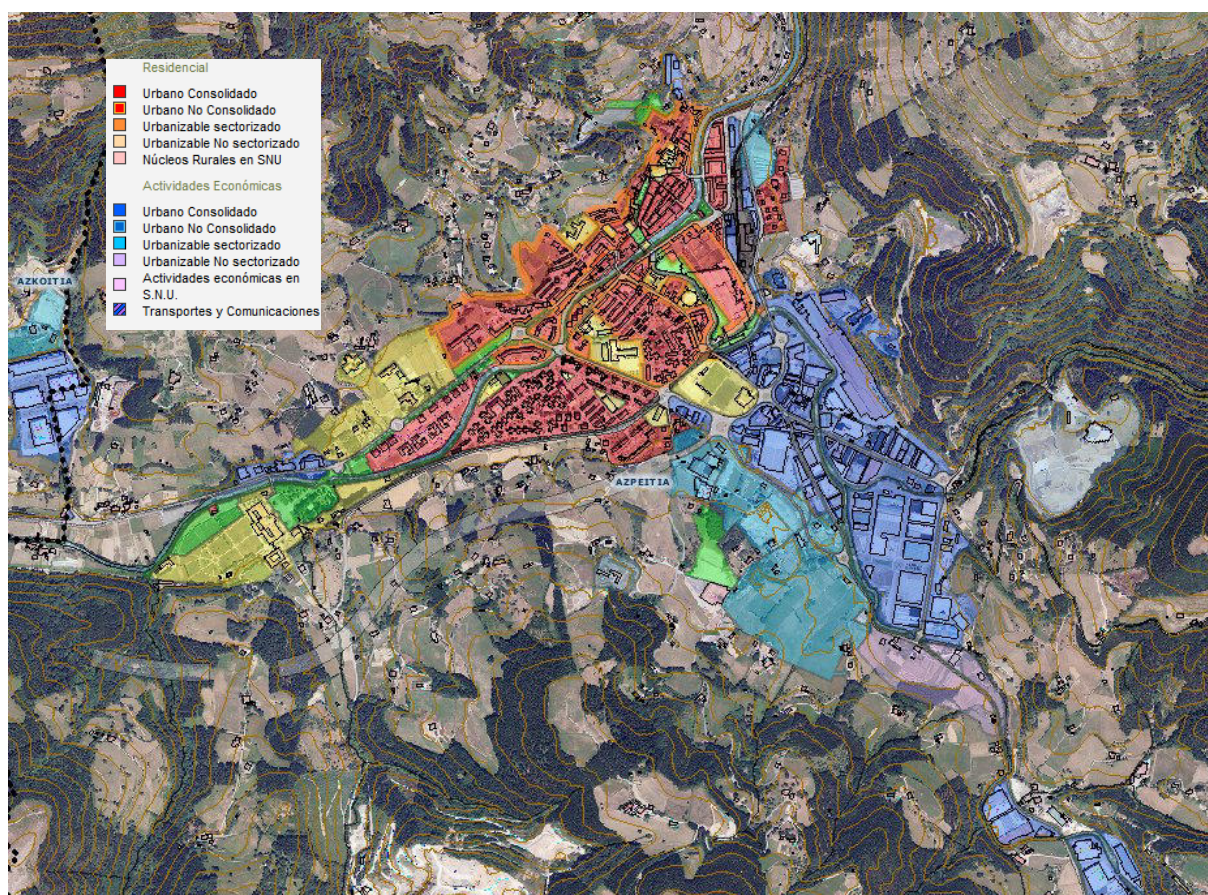 Residencial
Urbano Consolidado
Urbano No Consolidado
Urbanizable sectorizado
Urbanizable No sectorizado
Núcleos Rurales en SNU
Actividades Económicas
Urbano Consolidado
Urbano No Consolidado
Urbanizable sectorizado
Urbanizable No sectorizado
Actividades económicas en
S.N.U.
Transportes y Comunicaciones
AZKOITIA
AZPEITIA